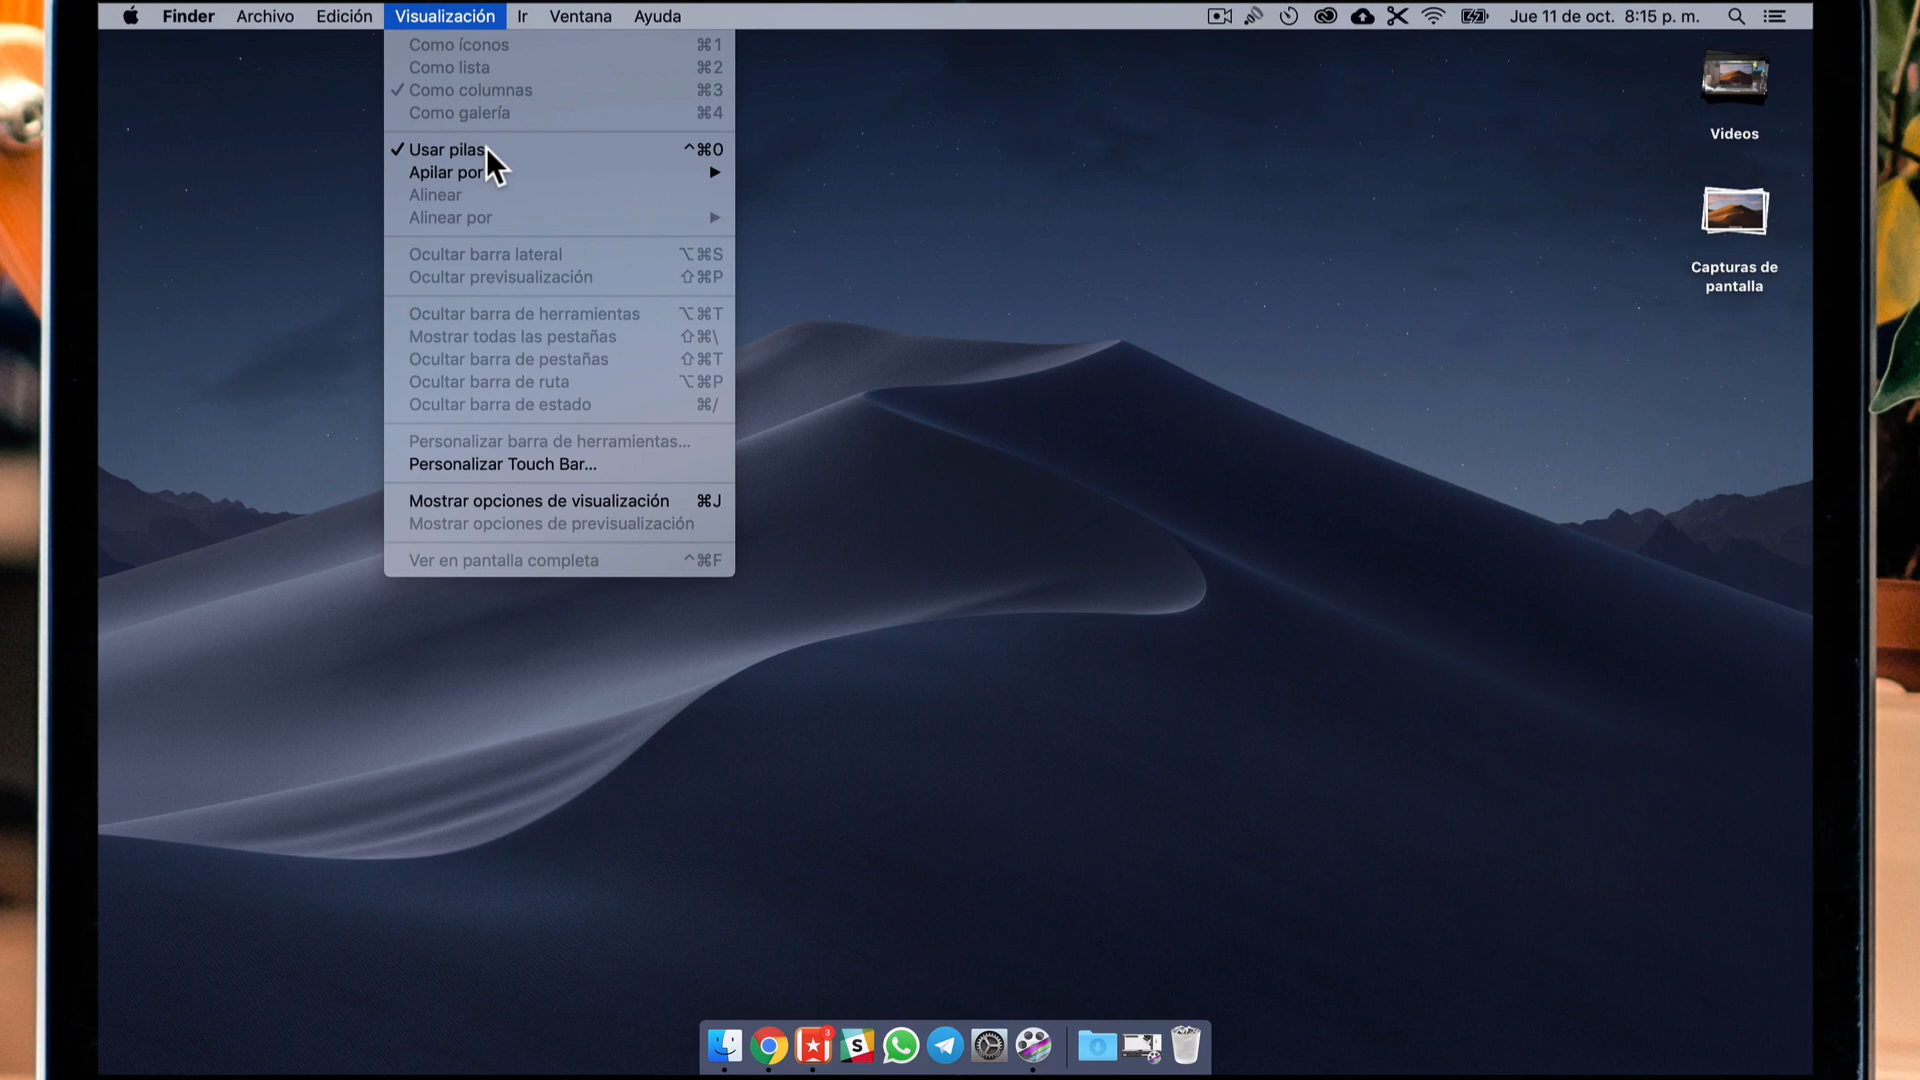 Finder Archivo Edición Visualización Ir Ventana Ayuda Jue 11 de oct. 8:15 p. m.
Como íconos ⌘1
Como lista ⌘2
✓ Como columnas ⌘3
Como galería ⌘4
✓ Usar pilas ^⌘0
Apilar por ▶
Alinear
Alinear por ▶
Ocultar barra lateral ⌥⌘S
Ocultar previsualización ⇧⌘P
Ocultar barra de herramientas ⌥⌘T
Mostrar todas las pestañas ⇧⌘\
Ocultar barra de pestañas ⇧⌘T
Ocultar barra de ruta ⌥⌘P
Ocultar barra de estado ⌘/
Personalizar barra de herramientas...
Personalizar Touch Bar...
Mostrar opciones de visualización ⌘J
Mostrar opciones de previsualización
Ver en pantalla completa ^⌘F
Videos
Capturas de
pantalla
3
S